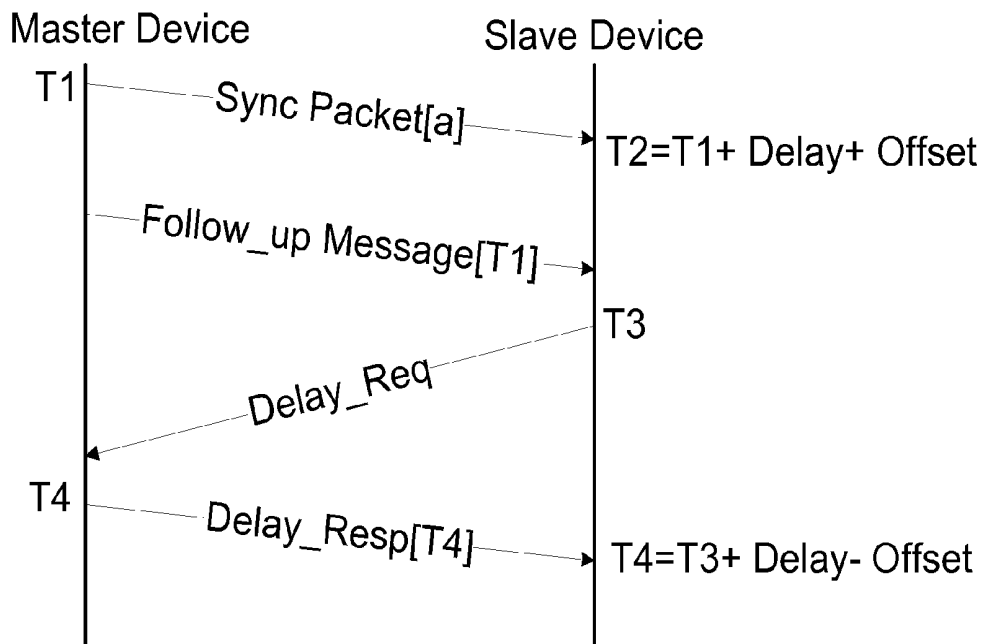 Master Device
Slave Device
T1
Sync Packet[a]
T2=T1+ Delay+ Offset
Follow_up Message[T1]
T3
Delay_Req
T4
Delay_Resp[T4]
T4=T3+ Delay- Offset